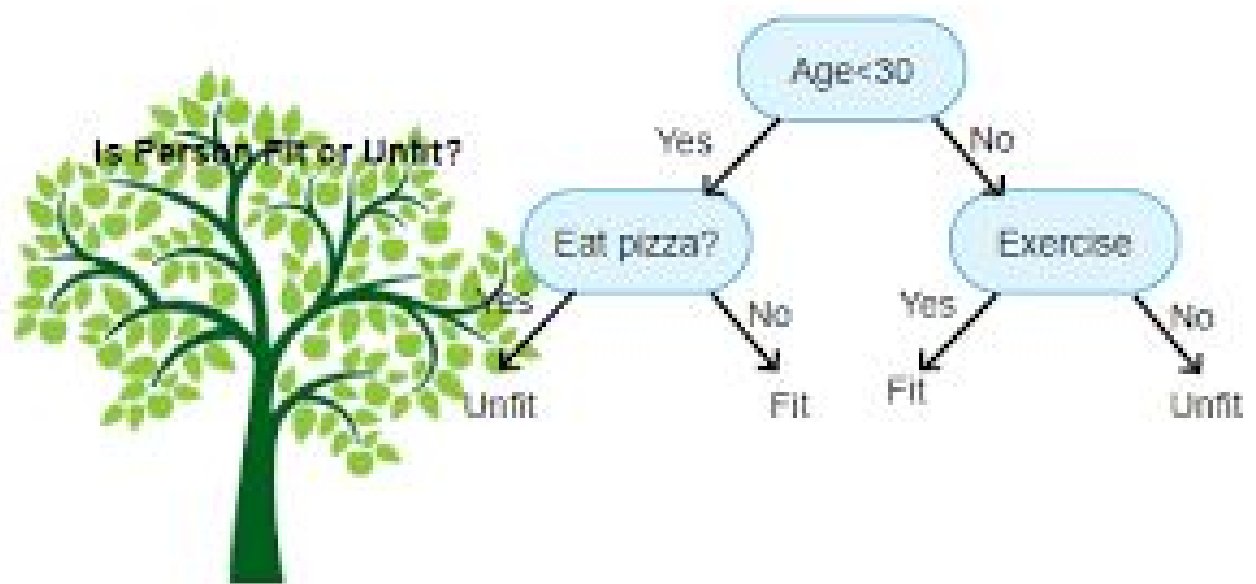 Age<30
Is Person Fit or Unfit?
Yes
No
Eat pizza?
Exercise
Yes
No
Yes
No
Unfit
Fit
Fit
Unfit